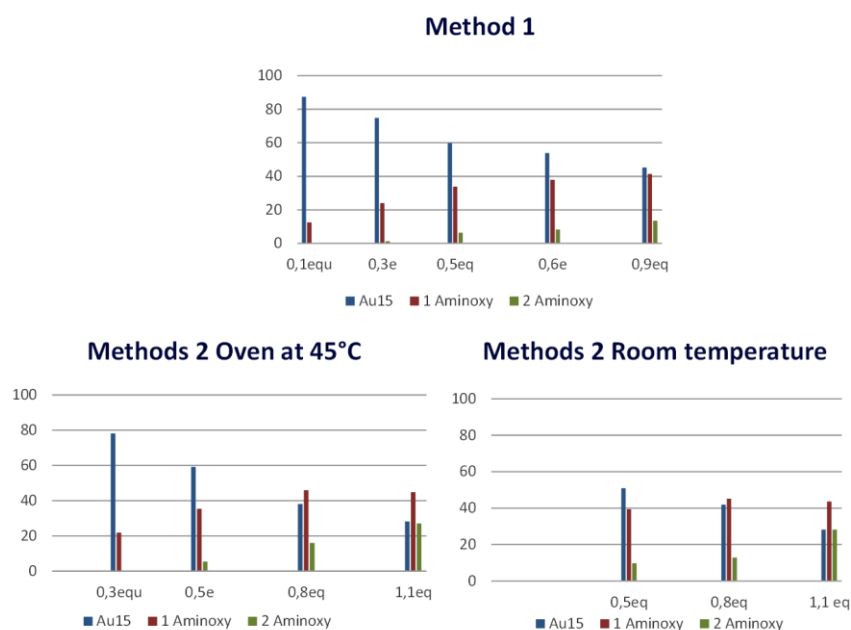 Method 1
100
80
60
40
20
0
0,1equ 0,3e 0,5eq 0,6e 0,9eq
Au15 1 Aminoxy 2 Aminoxy
Methods 2 Oven at 45°C
100
80
60
40
20
0
0,3equ 0,5e 0,8eq 1,1eq
Au15 1 Aminoxy 2 Aminoxy
Methods 2 Room temperature
100
80
60
40
20
0
0,5eq 0,8eq 1,1 eq
Au15 1 Aminoxy 2 Aminoxy